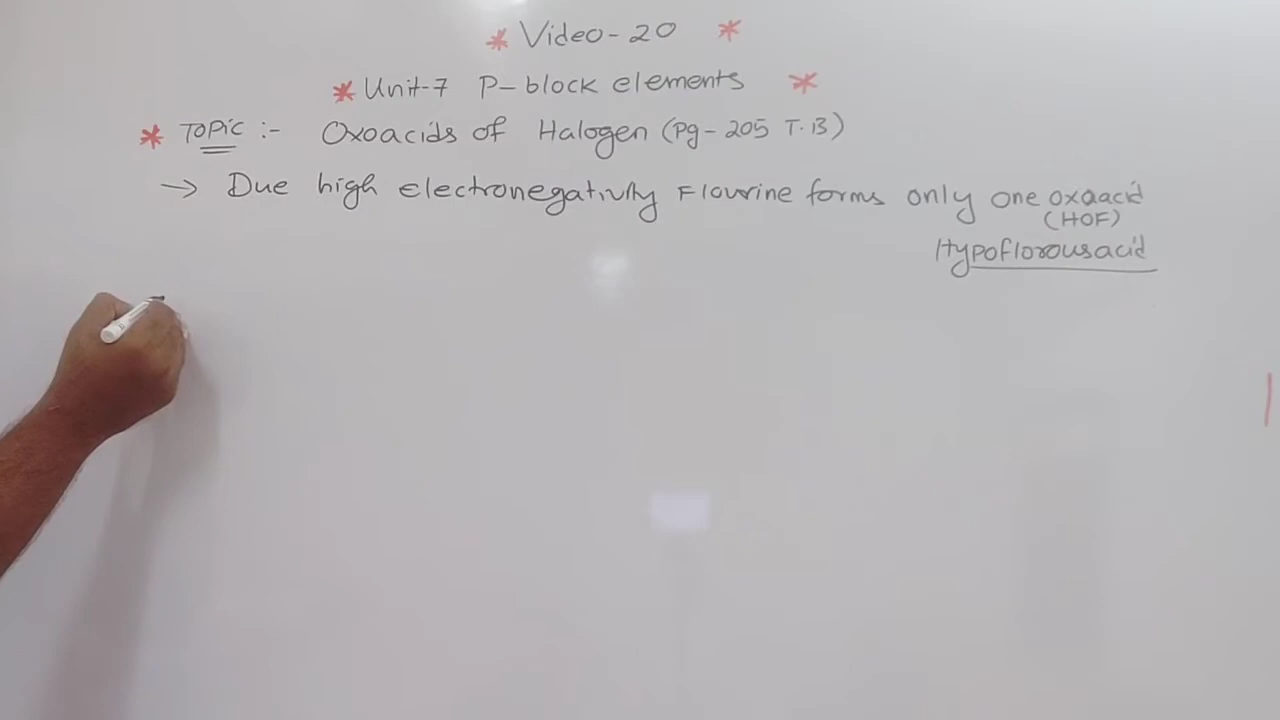 * Video - 20 *
* Unit-7 P-block elements *
* TOPIC :- Oxoacids of Halogen (Pg - 205 T.B)
→ Due high electronegativity Flourine forms only one oxoacid
(HOF)
Hypoflorousacid